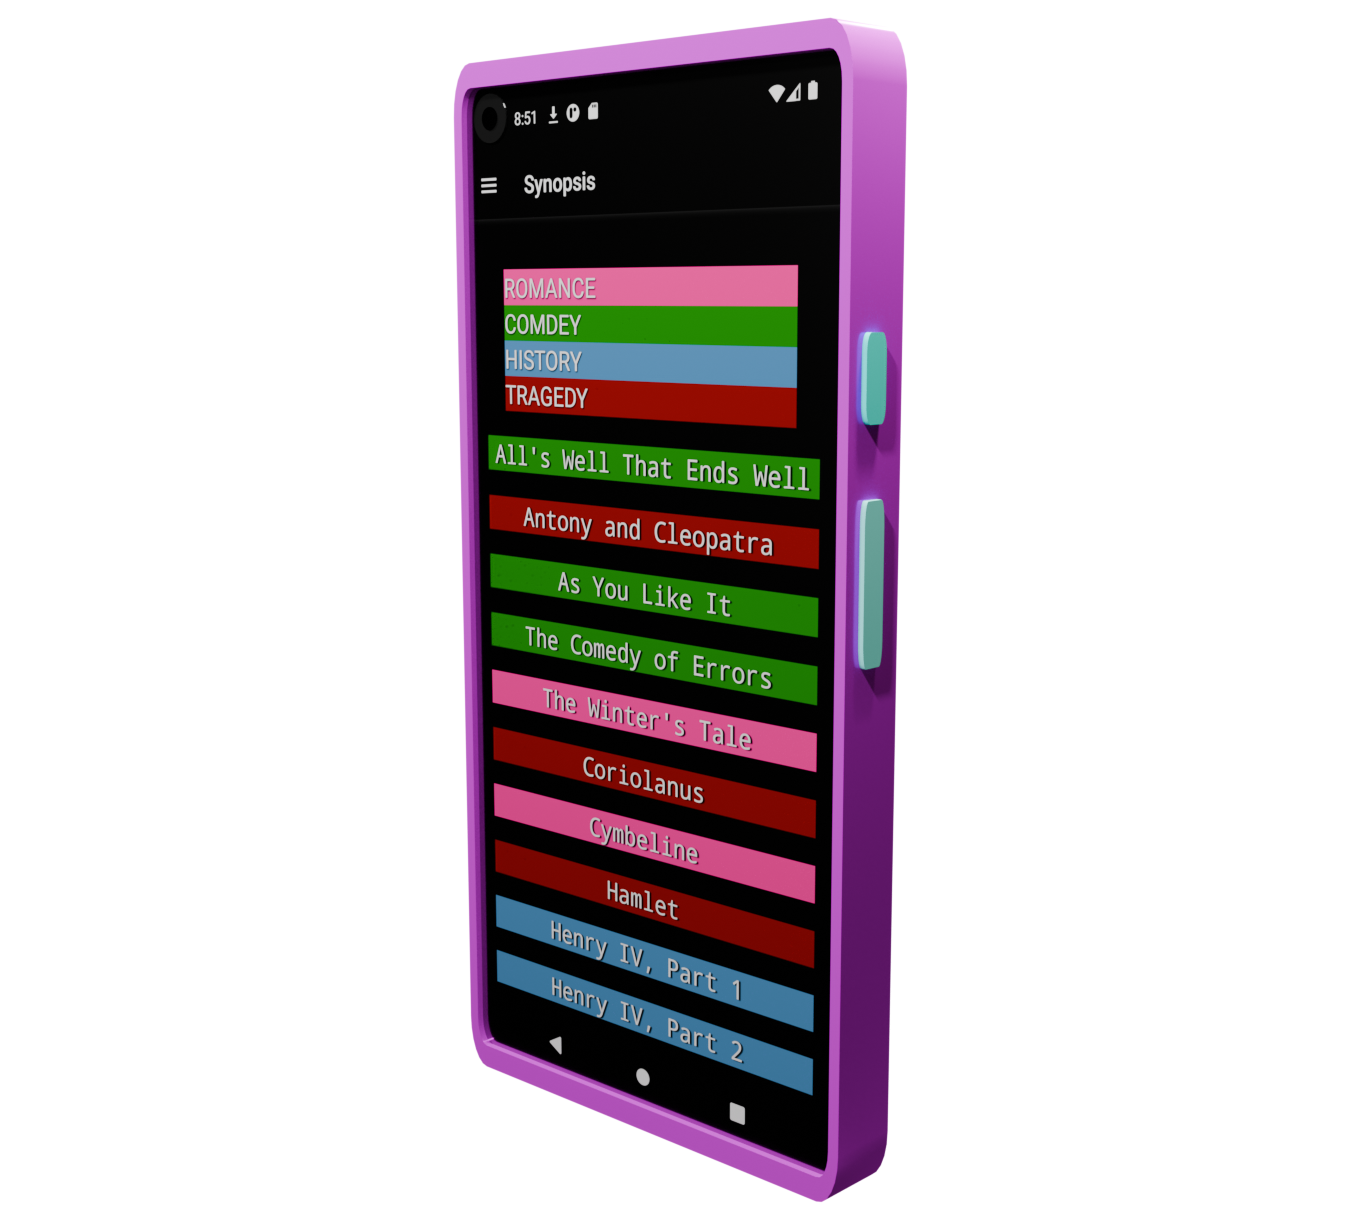 8:51
Synopsis
ROMANCE
COMDEY
HISTORY
TRAGEDY
All's Well That Ends Well
Antony and Cleopatra
As You Like It
The Comedy of Errors
The Winter's Tale
Coriolanus
Cymbeline
Hamlet
Henry IV, Part 1
Henry IV, Part 2